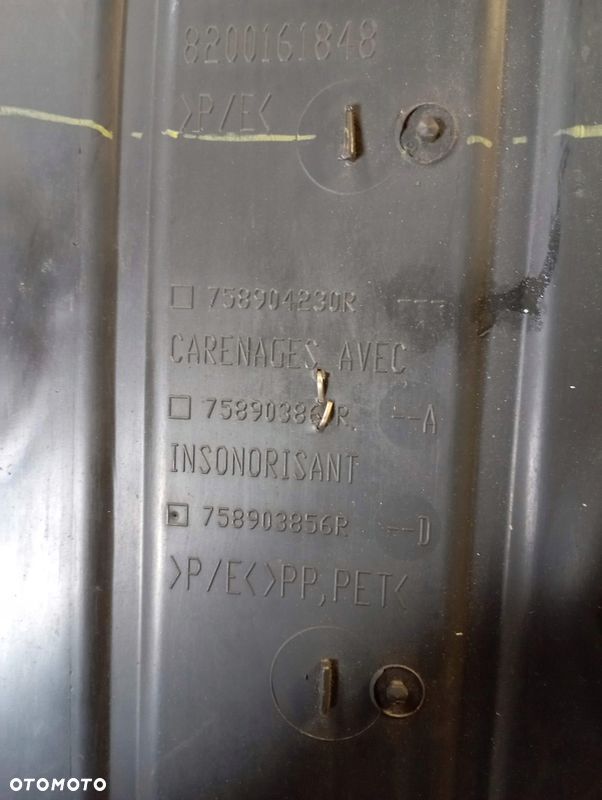 8200161848
>P/E<
☐ 758904230R ---
CARENAGES AVEC
☐ --A
INSONORISANT
☐ 758903856R --D
>P/E<>PP,PET<
OTOMOTO